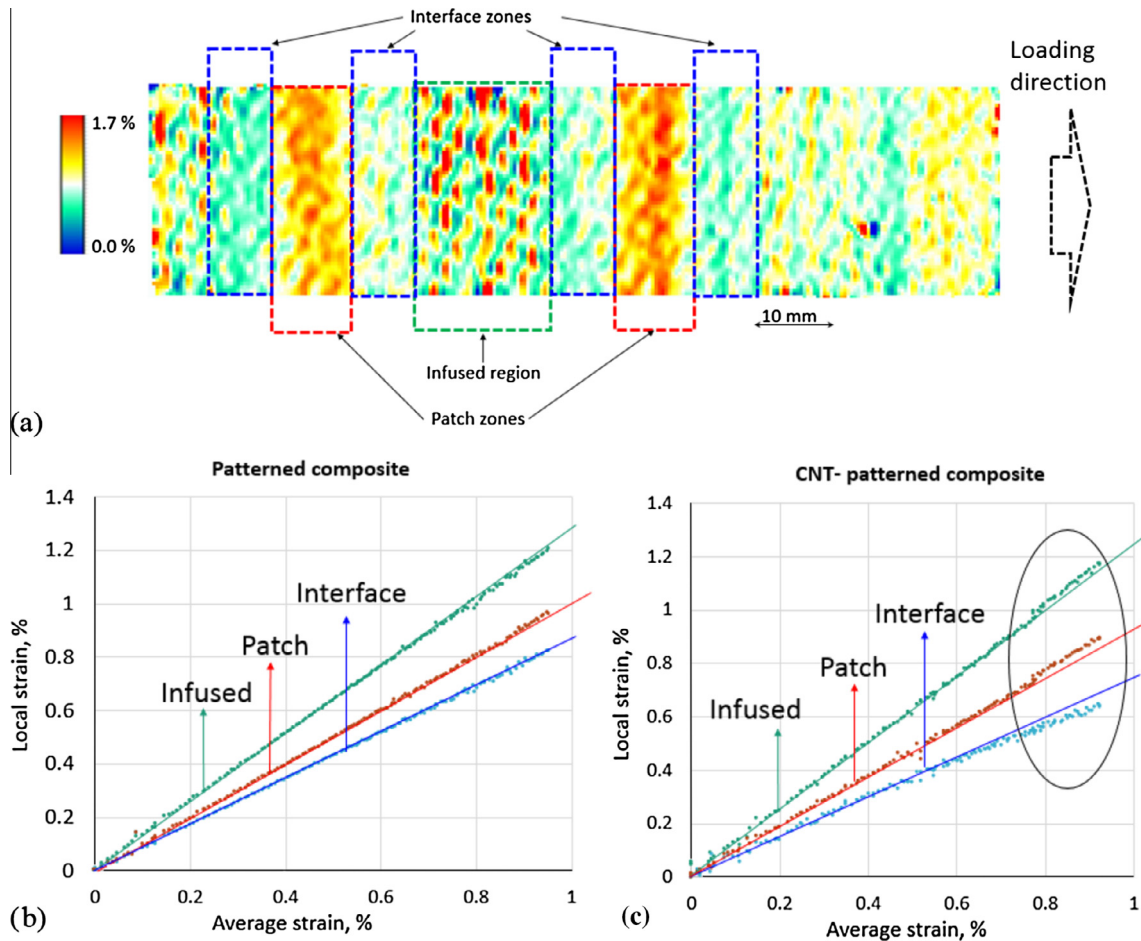 Interface zones
Loading
direction
1.7 %
0.0 %
10 mm
Infused region
Patch zones
(a)
Patterned composite
1.4
1.2
1
0.8
0.6
0.4
0.2
0
Local strain, %
Infused
Patch
Interface
0 0.2 0.4 0.6 0.8 1
Average strain, %
(b)
CNT- patterned composite
1.4
1.2
1
0.8
0.6
0.4
0.2
0
Local strain, %
Infused
Patch
Interface
0 0.2 0.4 0.6 0.8 1
Average strain, %
(c)